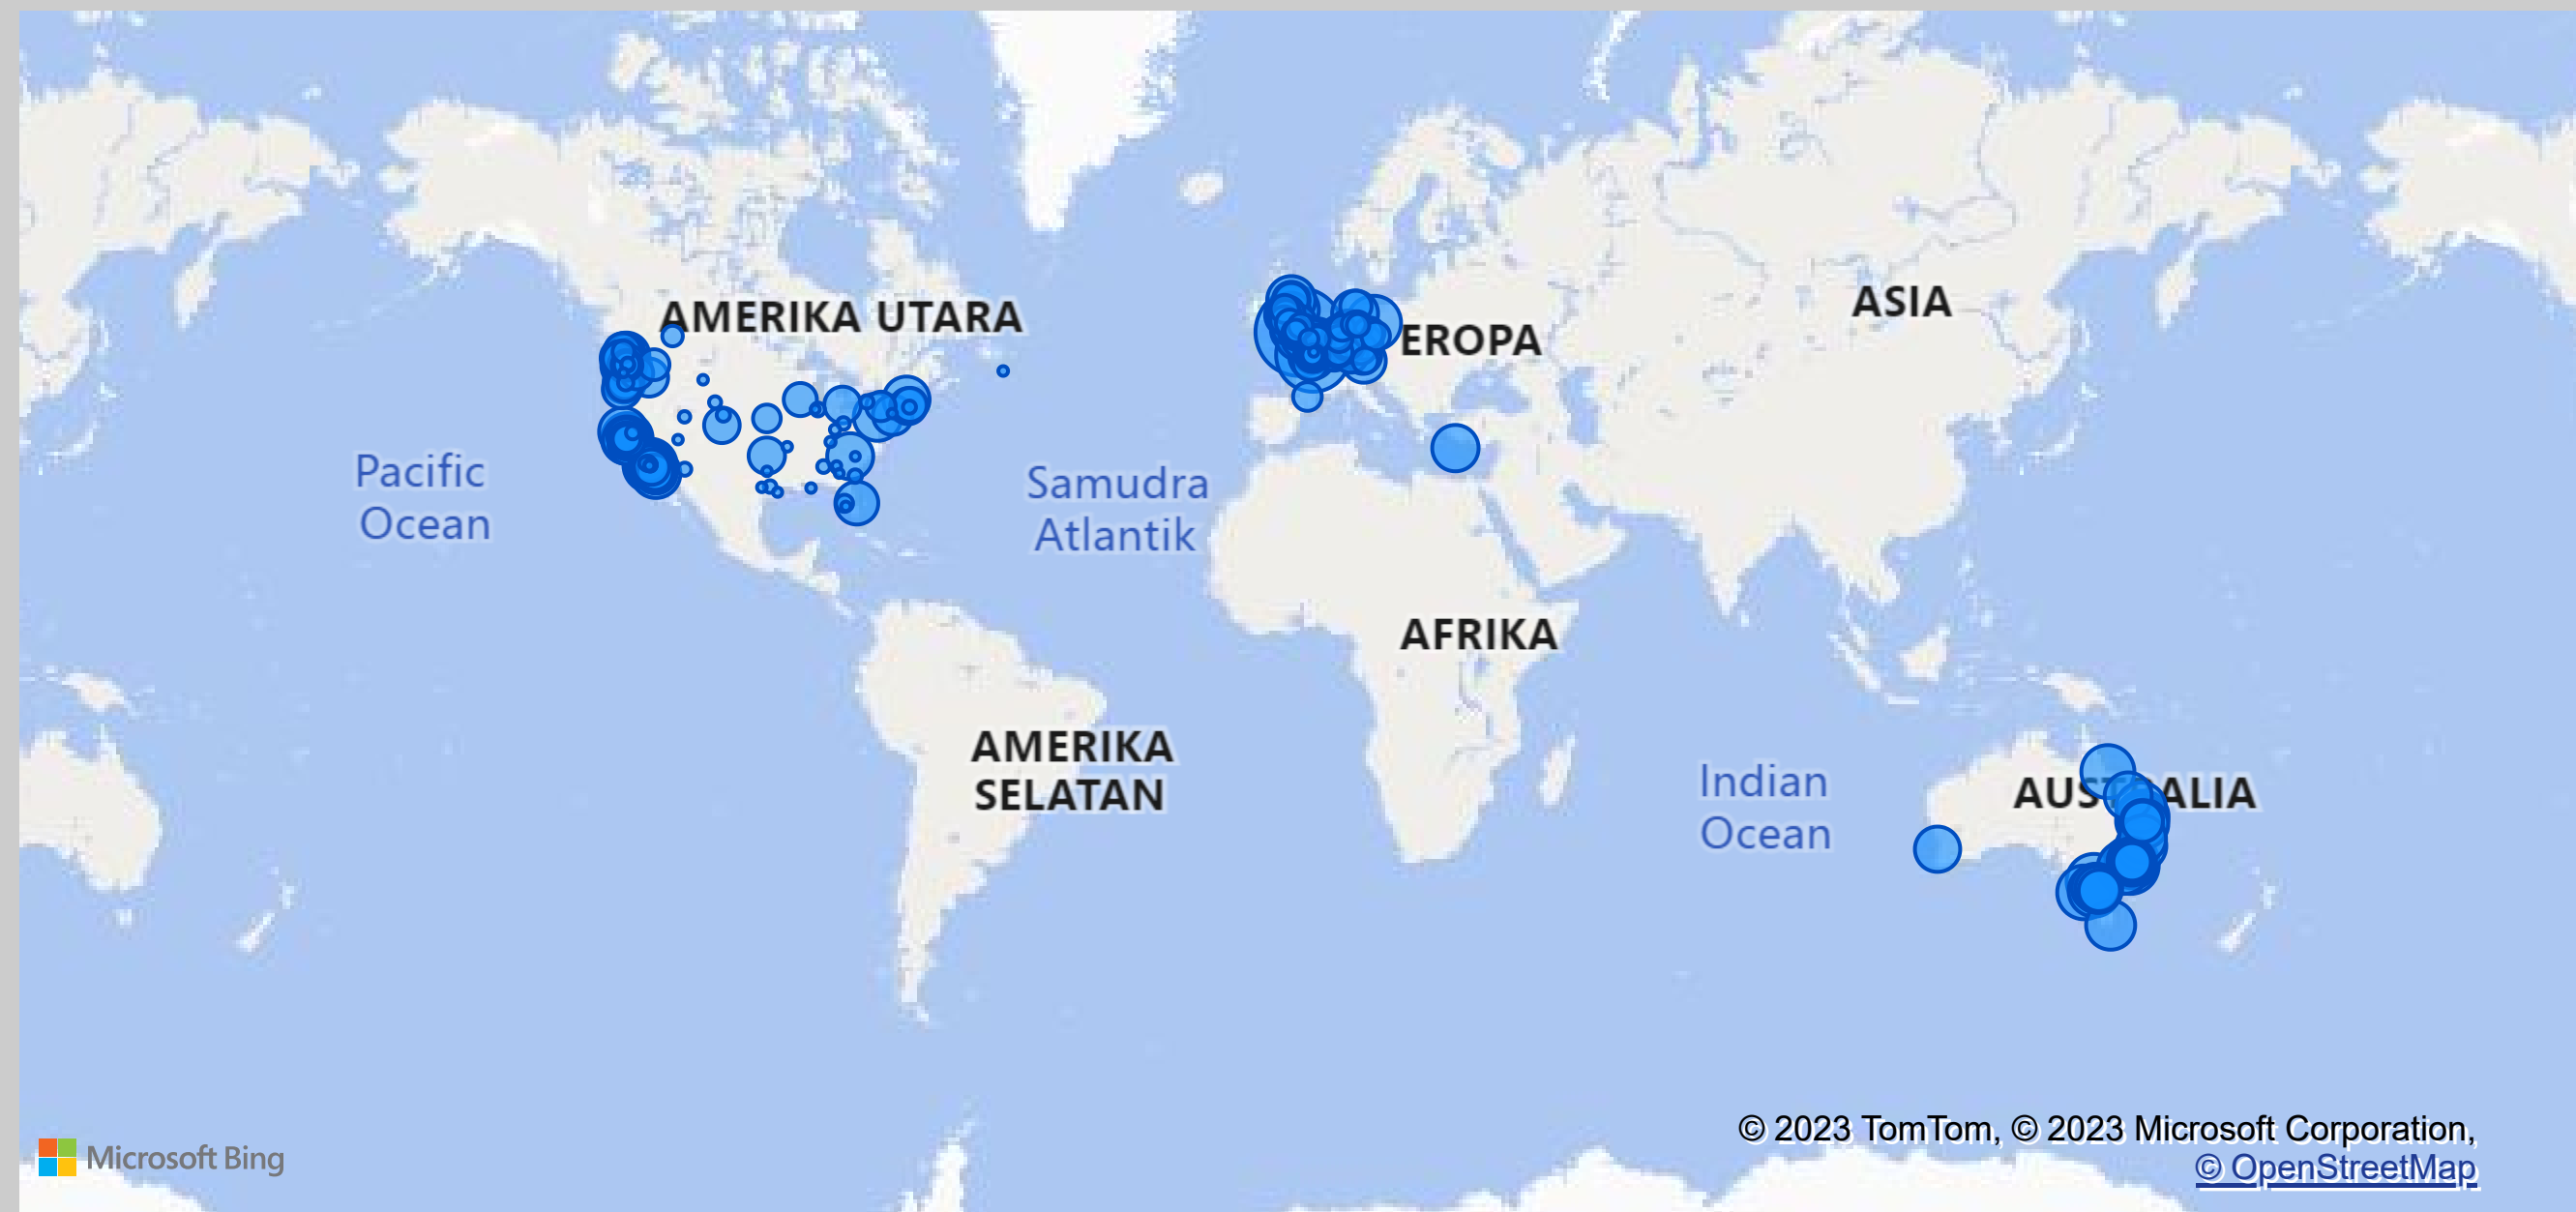 AMERIKA UTARA
ASIA
EROPA
Pacific
Ocean
Samudra
Atlantik
AFRIKA
AMERIKA
SELATAN
Indian
Ocean
AUSTRALIA
© 2023 TomTom, © 2023 Microsoft Corporation,
© OpenStreetMap
Microsoft Bing